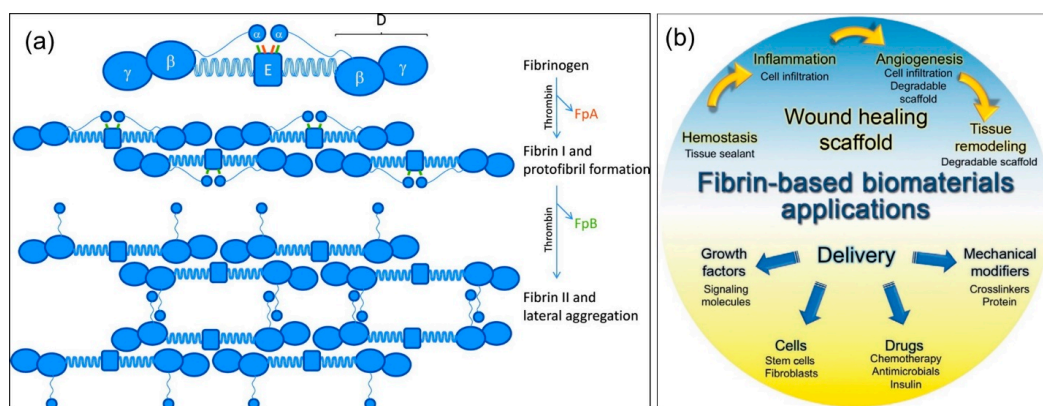 (a)
D
α α
γ β E β γ
Fibrinogen
Thrombin
FpA
Fibrin I and
protofibril formation
Thrombin
FpB
Fibrin II and
lateral aggregation
(b)
Inflammation
Cell infiltration
Angiogenesis
Cell infiltration
Degradable
scaffold
Hemostasis
Tissue sealant
Wound healing
scaffold
Tissue
remodeling
Degradable scaffold
Fibrin-based biomaterials
applications
Delivery
Growth
factors
Signaling
molecules
Mechanical
modifiers
Crosslinkers
Protein
Cells
Stem cells
Fibroblasts
Drugs
Chemotherapy
Antimicrobials
Insulin